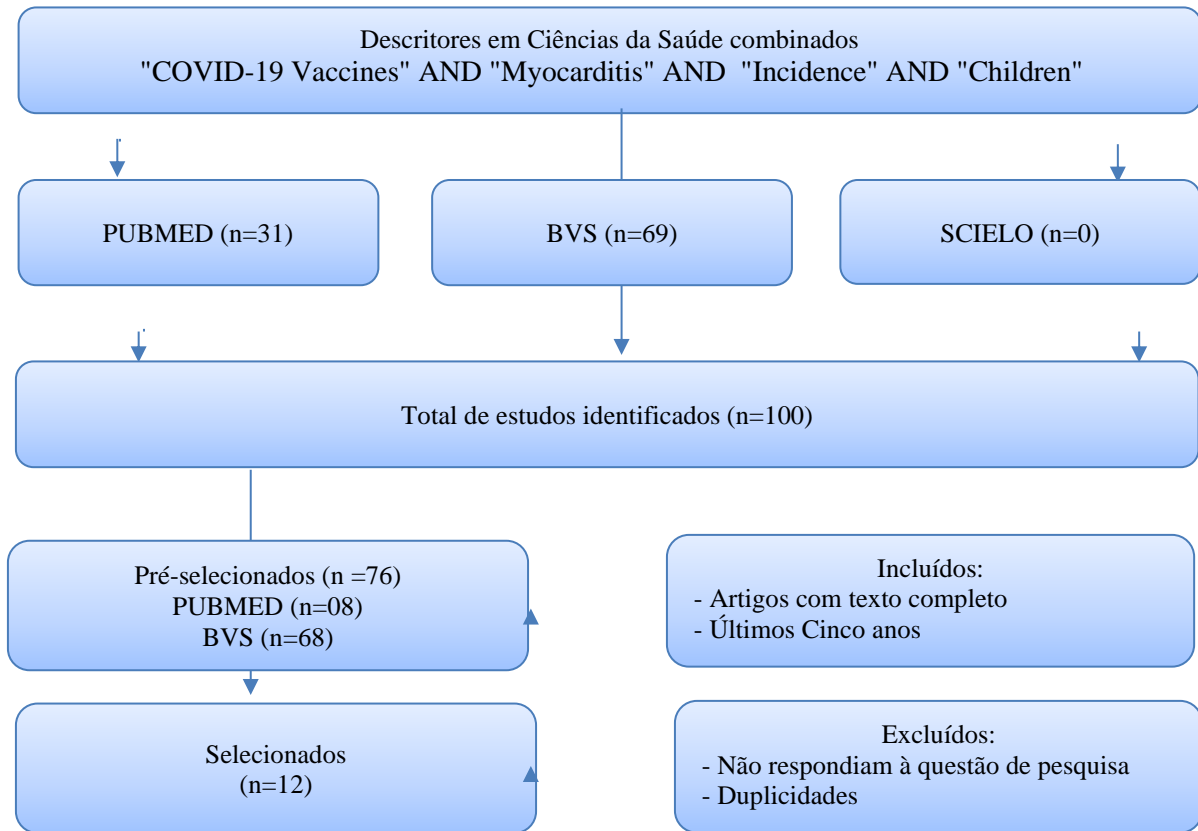 Descritores em Ciências da Saúde combinados
"COVID-19 Vaccines" AND "Myocarditis" AND "Incidence" AND "Children"
PUBMED (n=31)
BVS (n=69)
SCIELO (n=0)
Total de estudos identificados (n=100)
Pré-selecionados (n =76)
PUBMED (n=08)
BVS (n=68)
Incluídos:
- Artigos com texto completo
- Últimos Cinco anos
Selecionados
(n=12)
Excluídos:
- Não respondiam à questão de pesquisa
- Duplicidades